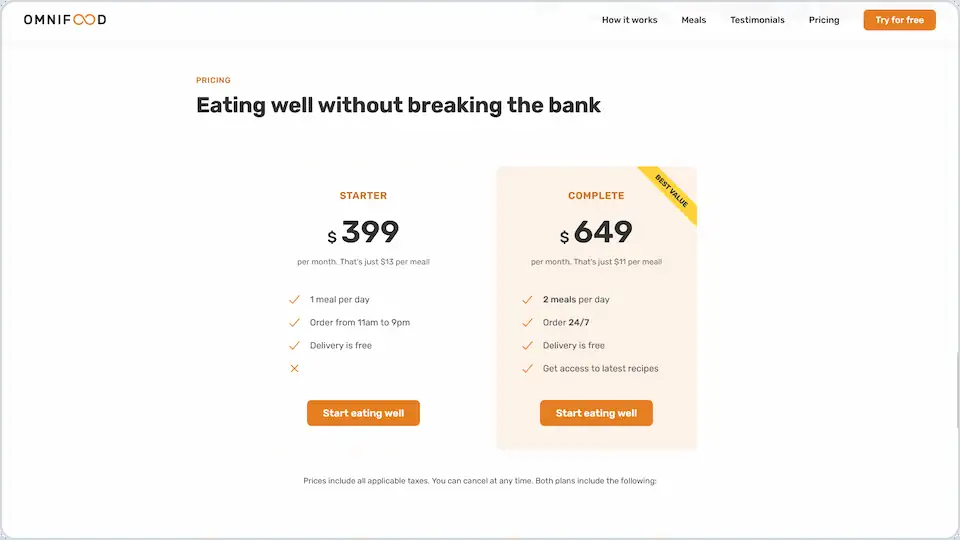 OMNIFOOD
How it works
Meals
Testimonials
Pricing
Try for free
PRICING
Eating well without breaking the bank
STARTER
$ 399
per month. That's just $13 per meal!
1 meal per day
Order from 11am to 9pm
Delivery is free
Start eating well
BEST VALUE
COMPLETE
$ 649
per month. That's just $11 per meal!
2 meals per day
Order 24/7
Delivery is free
Get access to latest recipes
Start eating well
Prices include all applicable taxes. You can cancel at any time. Both plans include the following: